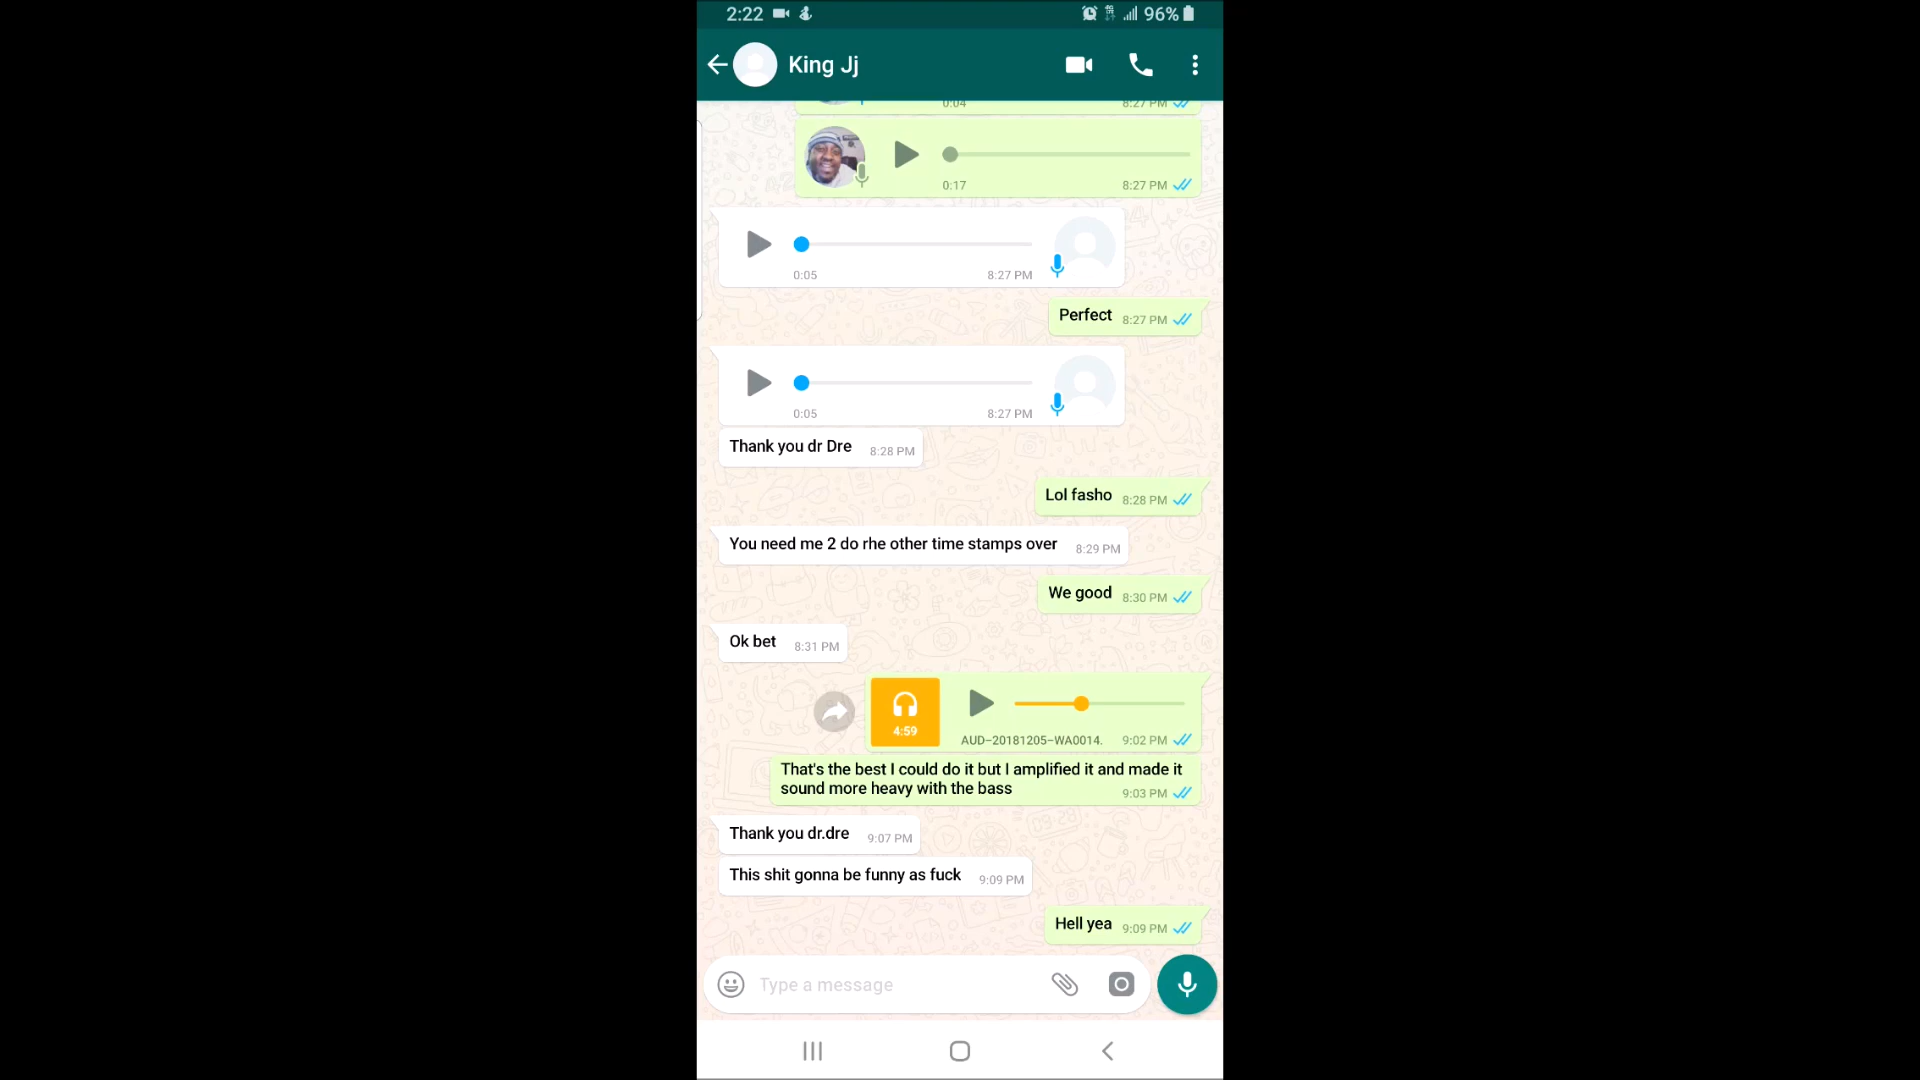 2:22
96%
King Jj
0:04 8:27 PM
0:17 8:27 PM
0:05 8:27 PM
Perfect 8:27 PM
0:05 8:27 PM
Thank you dr Dre 8:28 PM
Lol fasho 8:28 PM
You need me 2 do rhe other time stamps over 8:29 PM
We good 8:30 PM
Ok bet 8:31 PM
4:59
AUD-20181205-WA0014. 9:02 PM
That's the best I could do it but I amplified it and made it
sound more heavy with the bass 9:03 PM
Thank you dr.dre 9:07 PM
This shit gonna be funny as fuck 9:09 PM
Hell yea 9:09 PM
Type a message